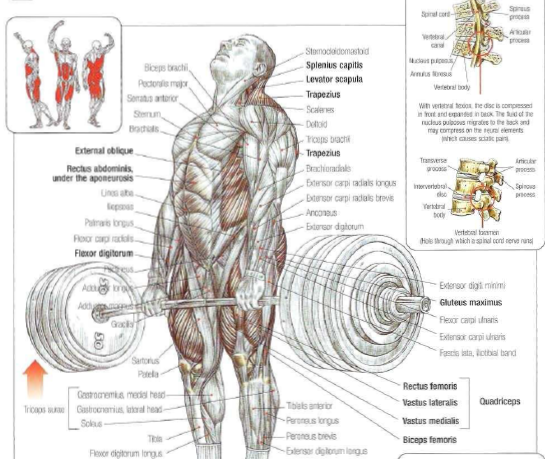 Biceps brachii
Pectoralis major
Serratus anterior
Sternum
Brachialis
External oblique
Rectus abdominis,
under the aponeurosis
Linea alba
Iliopsoas
Palmaris longus
Flexor carpi radialis
Flexor digitorum
Pectineus
Adductor longus
Adductor magnus
Gracilis
Sartorius
Patella
Triceps surae
Gastrocnemius, medial head
Gastrocnemius, lateral head
Soleus
Tibia
Flexor digitorum longus
Sternocleidomastoid
Splenius capitis
Levator scapula
Trapezius
Scalenes
Deltoid
Triceps brachii
Trapezius
Brachioradialis
Extensor carpi radialis longus
Extensor carpi radialis brevis
Anconeus
Extensor digitorum
Extensor digiti minimi
Gluteus maximus
Flexor carpi ulnaris
Extensor carpi ulnaris
Fascia lata, iliotibial band
Rectus femoris
Vastus lateralis
Vastus medialis
Quadriceps
Biceps femoris
Tibialis anterior
Peroneus longus
Peroneus brevis
Extensor digitorum longus
Spinal cord
Vertebral
canal
Nucleus pulposus
Annulus fibrosus
Vertebral body
Spinous
process
Articular
process
With vertebral flexion, the disc is compressed
in front and expanded in back. The fluid of the
nucleus pulposus migrates to the back and
may compress on the neural elements
(which causes sciatic pain).
Transverse
process
Intervertebral
disc
Vertebral
body
Articular
process
Spinous
process
Vertebral foramen
(Hole through which a spinal cord nerve runs)